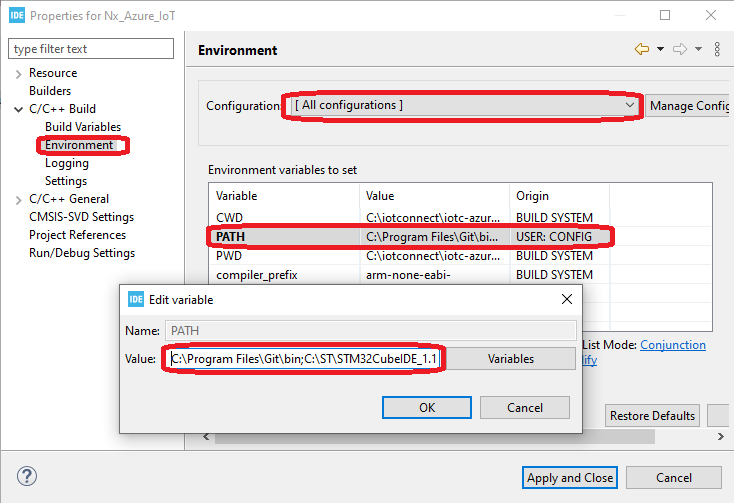 IDE Properties for Nx_Azure_IoT
type filter text
Environment
Resource
Builders
C/C++ Build
Build Variables
Environment
Logging
Settings
C/C++ General
CMSIS-SVD Settings
Project References
Run/Debug Settings
Configuration: [ All configurations ] Manage Config
Environment variables to set
Variable Value Origin
CWD C:\iotconnect\iotc-azur... BUILD SYSTEM
PATH C:\Program Files\Git\bin... USER: CONFIG
PWD C:\iotconnect\iotc-azur... BUILD SYSTEM
compiler_prefix arm-none-eabi- BUILD SYSTEM
IDE Edit variable
Name: PATH
Value: C:\Program Files\Git\bin;C:\ST\STM32CubeIDE_1.1 Variables
OK Cancel
List Mode: Conjunction
dify
Restore Defaults
? Apply and Close Cancel